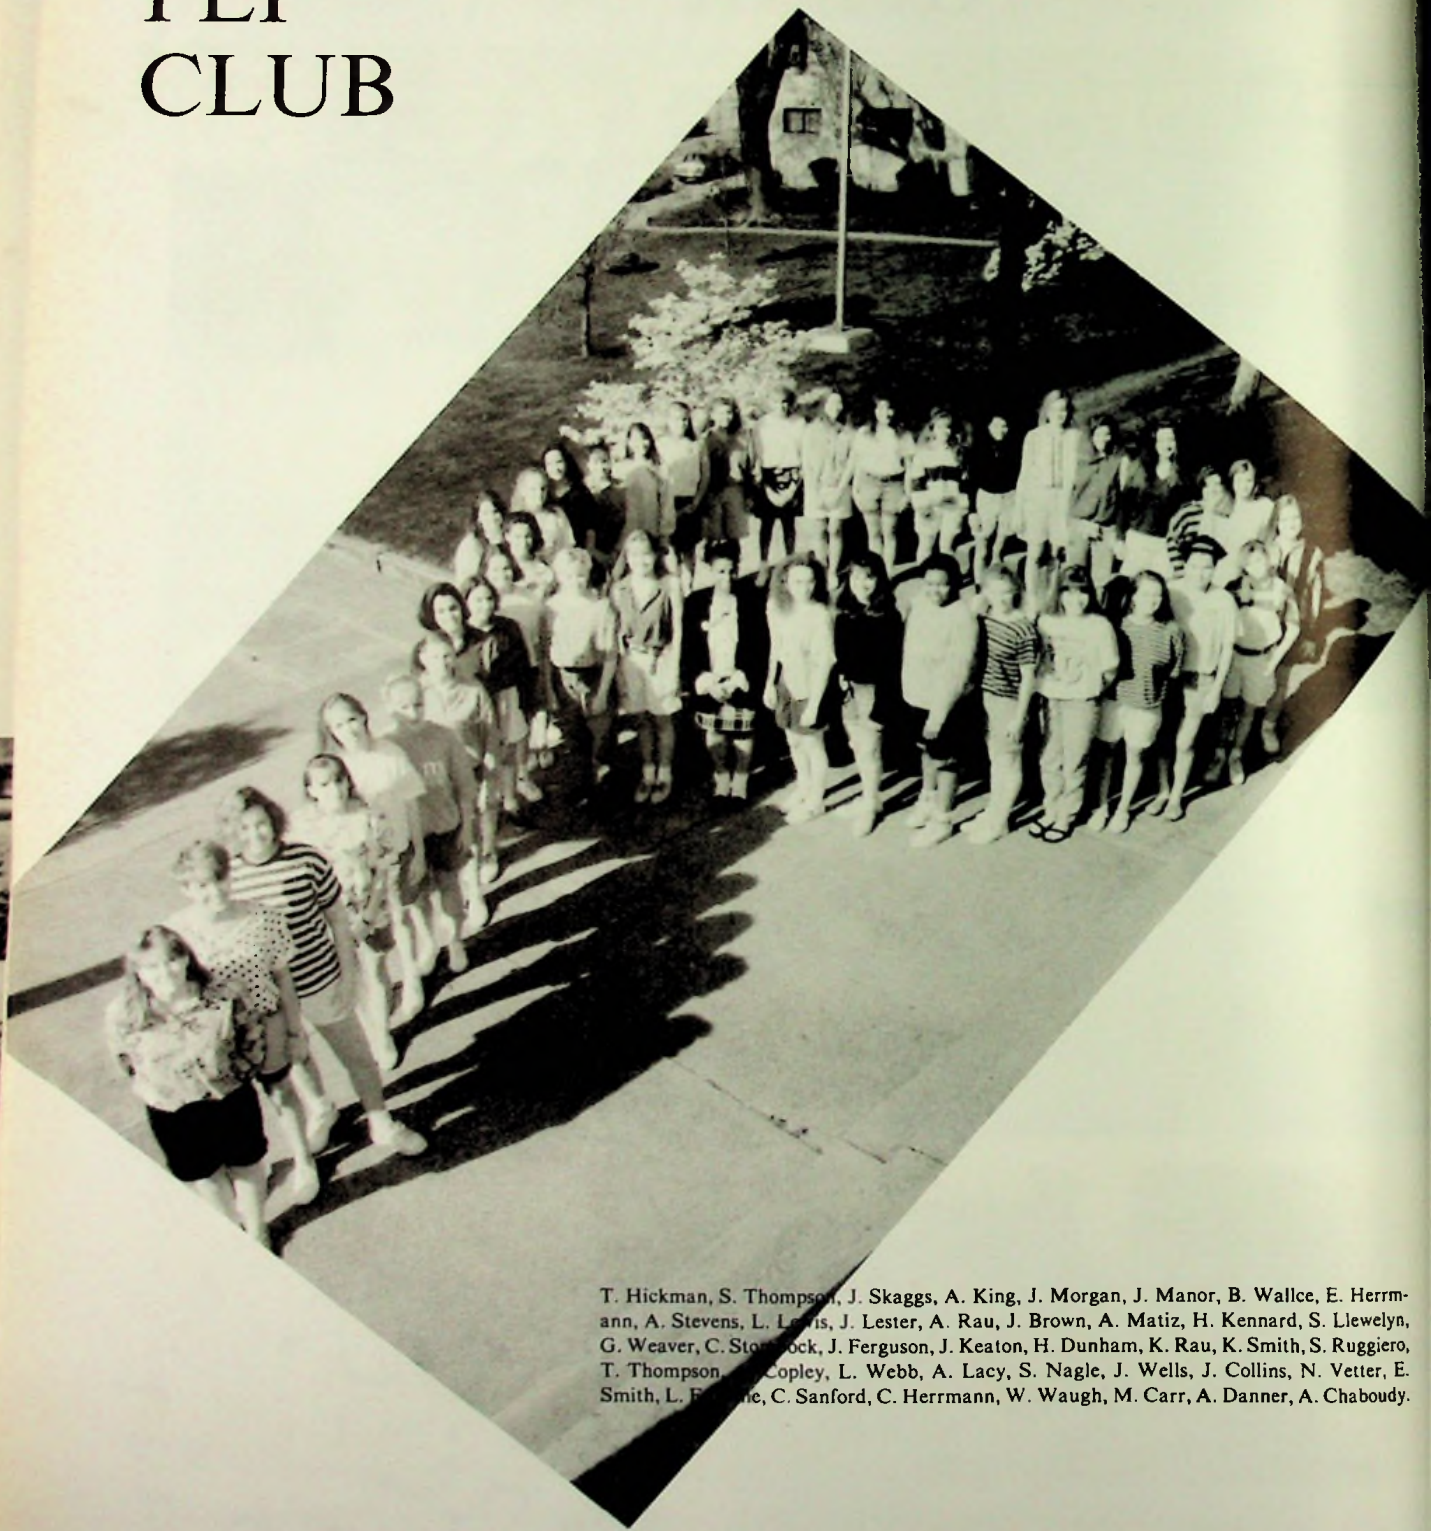 CLUB
T. Hickman, S. Thompson, J. Skaggs, A. King, J. Morgan, J. Manor, B. Wallce, E. Herrm-
ann, A. Stevens, L. Lewis, J. Lester, A. Rau, J. Brown, A. Matiz, H. Kennard, S. Llewelyn,
G. Weaver, C. J. Ferguson, J. Keaton, H. Dunham, K. Rau, K. Smith, S. Ruggiero,
T. Thompson, Copley, L. Webb, A. Lacy, S. Nagle, J. Wells, J. Collins, N. Vetter, E.
Smith, L. C. Sanford, C. Herrmann, W. Waugh, M. Carr, A. Danner, A. Chaboudy.